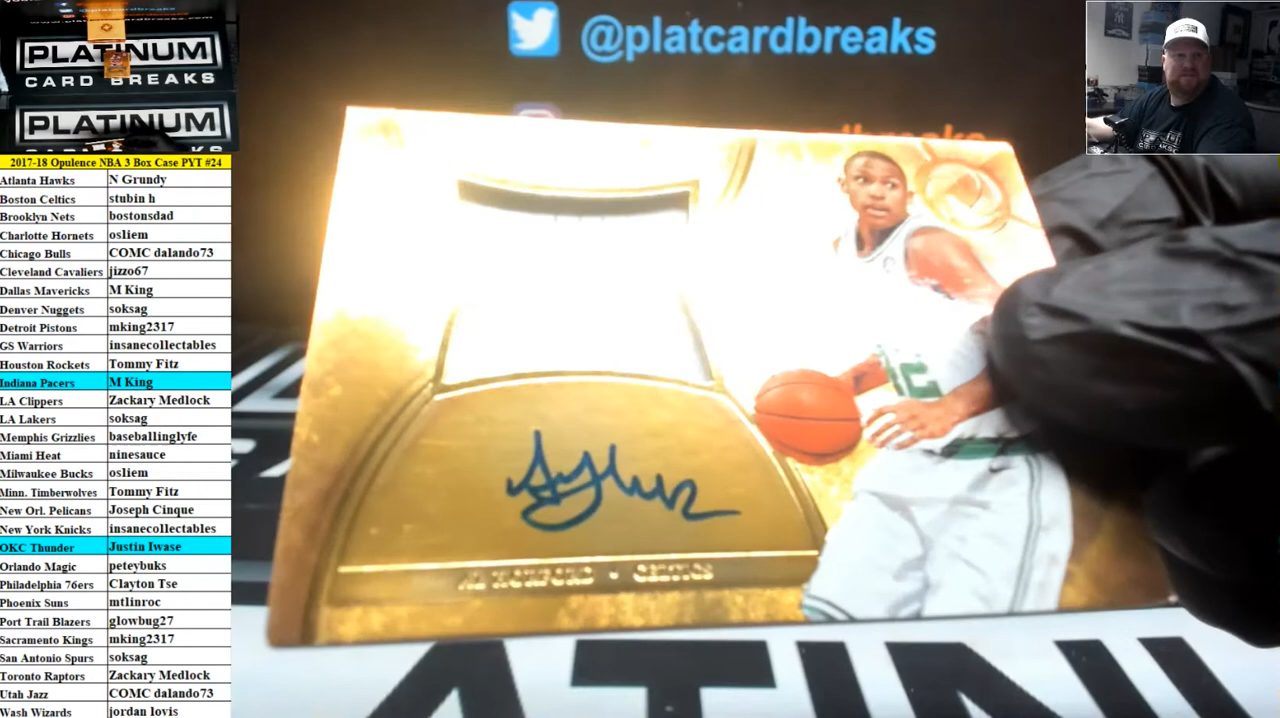 @platcardbreaks
PLATINUM
CARD BREAKS
PLATINUM
2017-18 Opulence NBA 3 Box Case PYT #24
Atlanta Hawks N Grundy
Boston Celtics stubin h
Brooklyn Nets bostonsdad
Charlotte Hornets osliem
Chicago Bulls COMC dalando73
Cleveland Cavaliers jizzo67
Dallas Mavericks M King
Denver Nuggets soksag
Detroit Pistons mking2317
GS Warriors insanecollectables
Houston Rockets Tommy Fitz
Indiana Pacers M King
LA Clippers Zackary Medlock
LA Lakers soksag
Memphis Grizzlies baseballinglyfe
Miami Heat ninesauce
Milwaukee Bucks osliem
Minn. Timberwolves Tommy Fitz
New Orl. Pelicans Joseph Cinque
New York Knicks insanecollectables
OKC Thunder Justin Iwase
Orlando Magic peteybuks
Philadelphia 76ers Clayton Tse
Phoenix Suns mtlinroc
Port Trail Blazers glowbug27
Sacramento Kings mking2317
San Antonio Spurs soksag
Toronto Raptors Zackary Medlock
Utah Jazz COMC dalando73
Wash Wizards jordan lovis
AL HORFORD • CELTICS